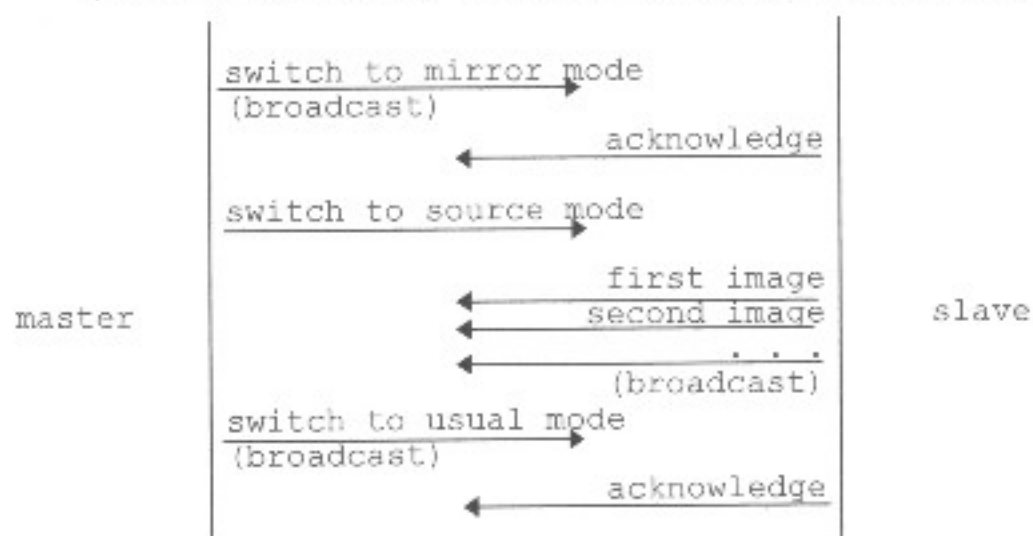 switch to mirror mode
(broadcast)
acknowledge
switch to source mode
first image
master
second image
slave
. . .
(broadcast)
switch to usual mode
(broadcast)
acknowledge